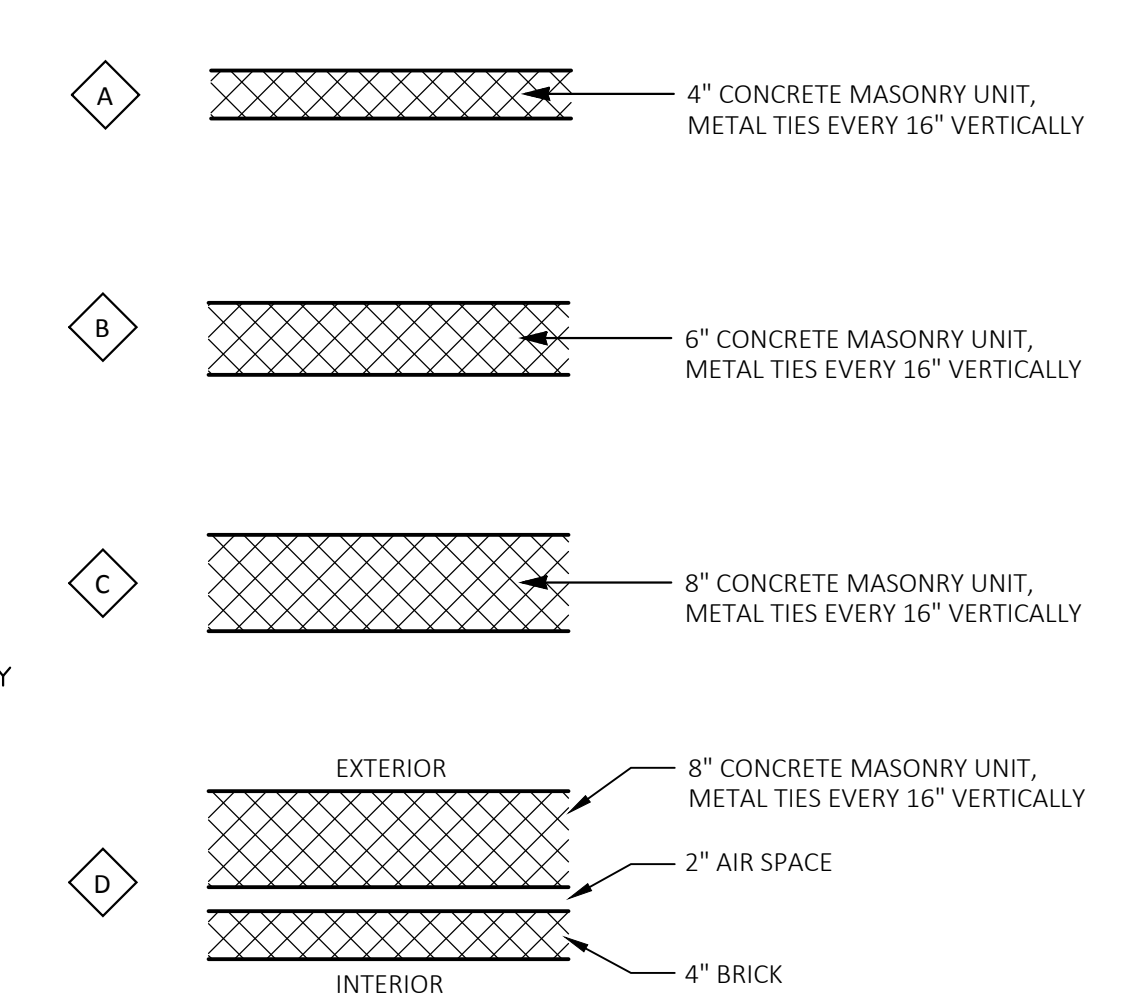 A
4" CONCRETE MASONRY UNIT,
METAL TIES EVERY 16" VERTICALLY
B
6" CONCRETE MASONRY UNIT,
METAL TIES EVERY 16" VERTICALLY
C
8" CONCRETE MASONRY UNIT,
METAL TIES EVERY 16" VERTICALLY
Y
EXTERIOR
8" CONCRETE MASONRY UNIT,
METAL TIES EVERY 16" VERTICALLY
2" AIR SPACE
D
4" BRICK
INTERIOR